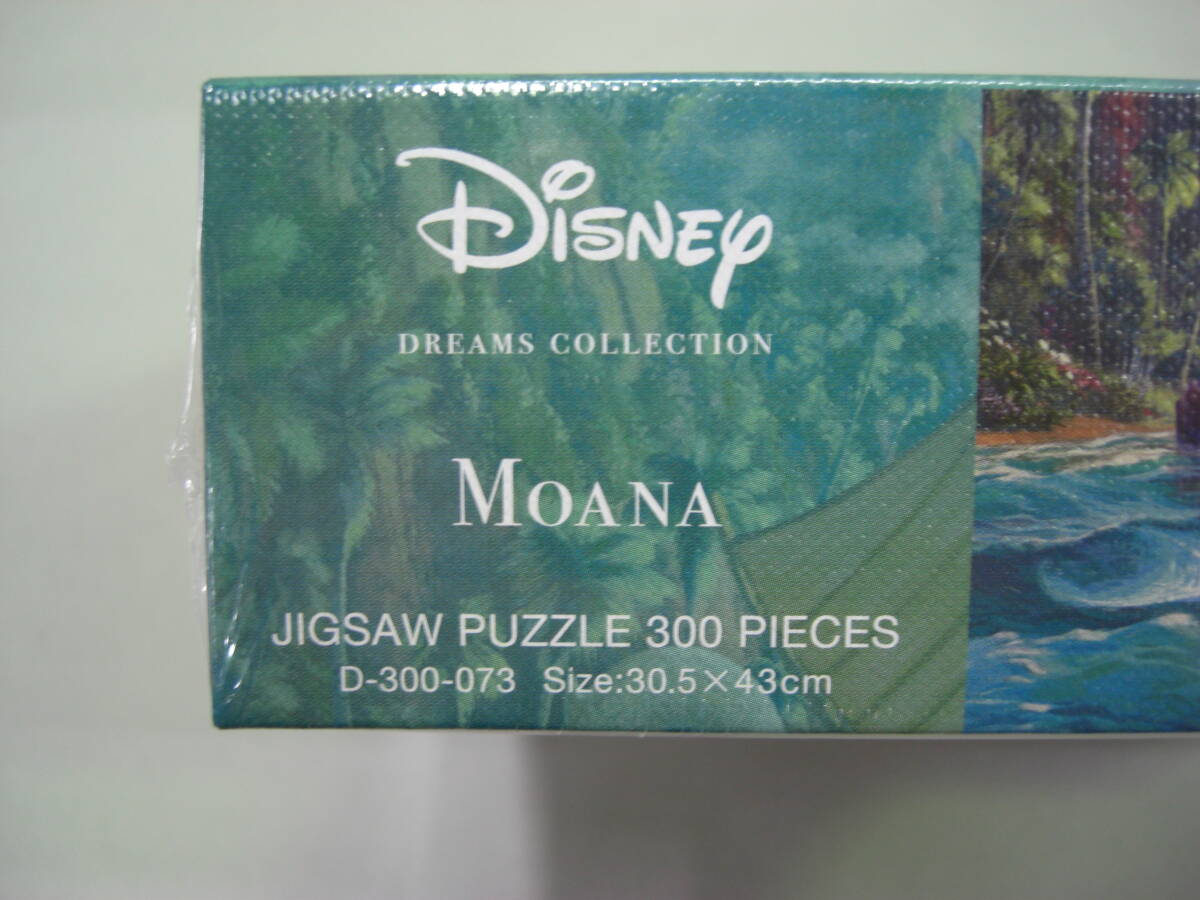 Disney
DREAMS COLLECTION
MOANA
JIGSAW PUZZLE 300 PIECES
D-300-073 Size:30.5×43cm